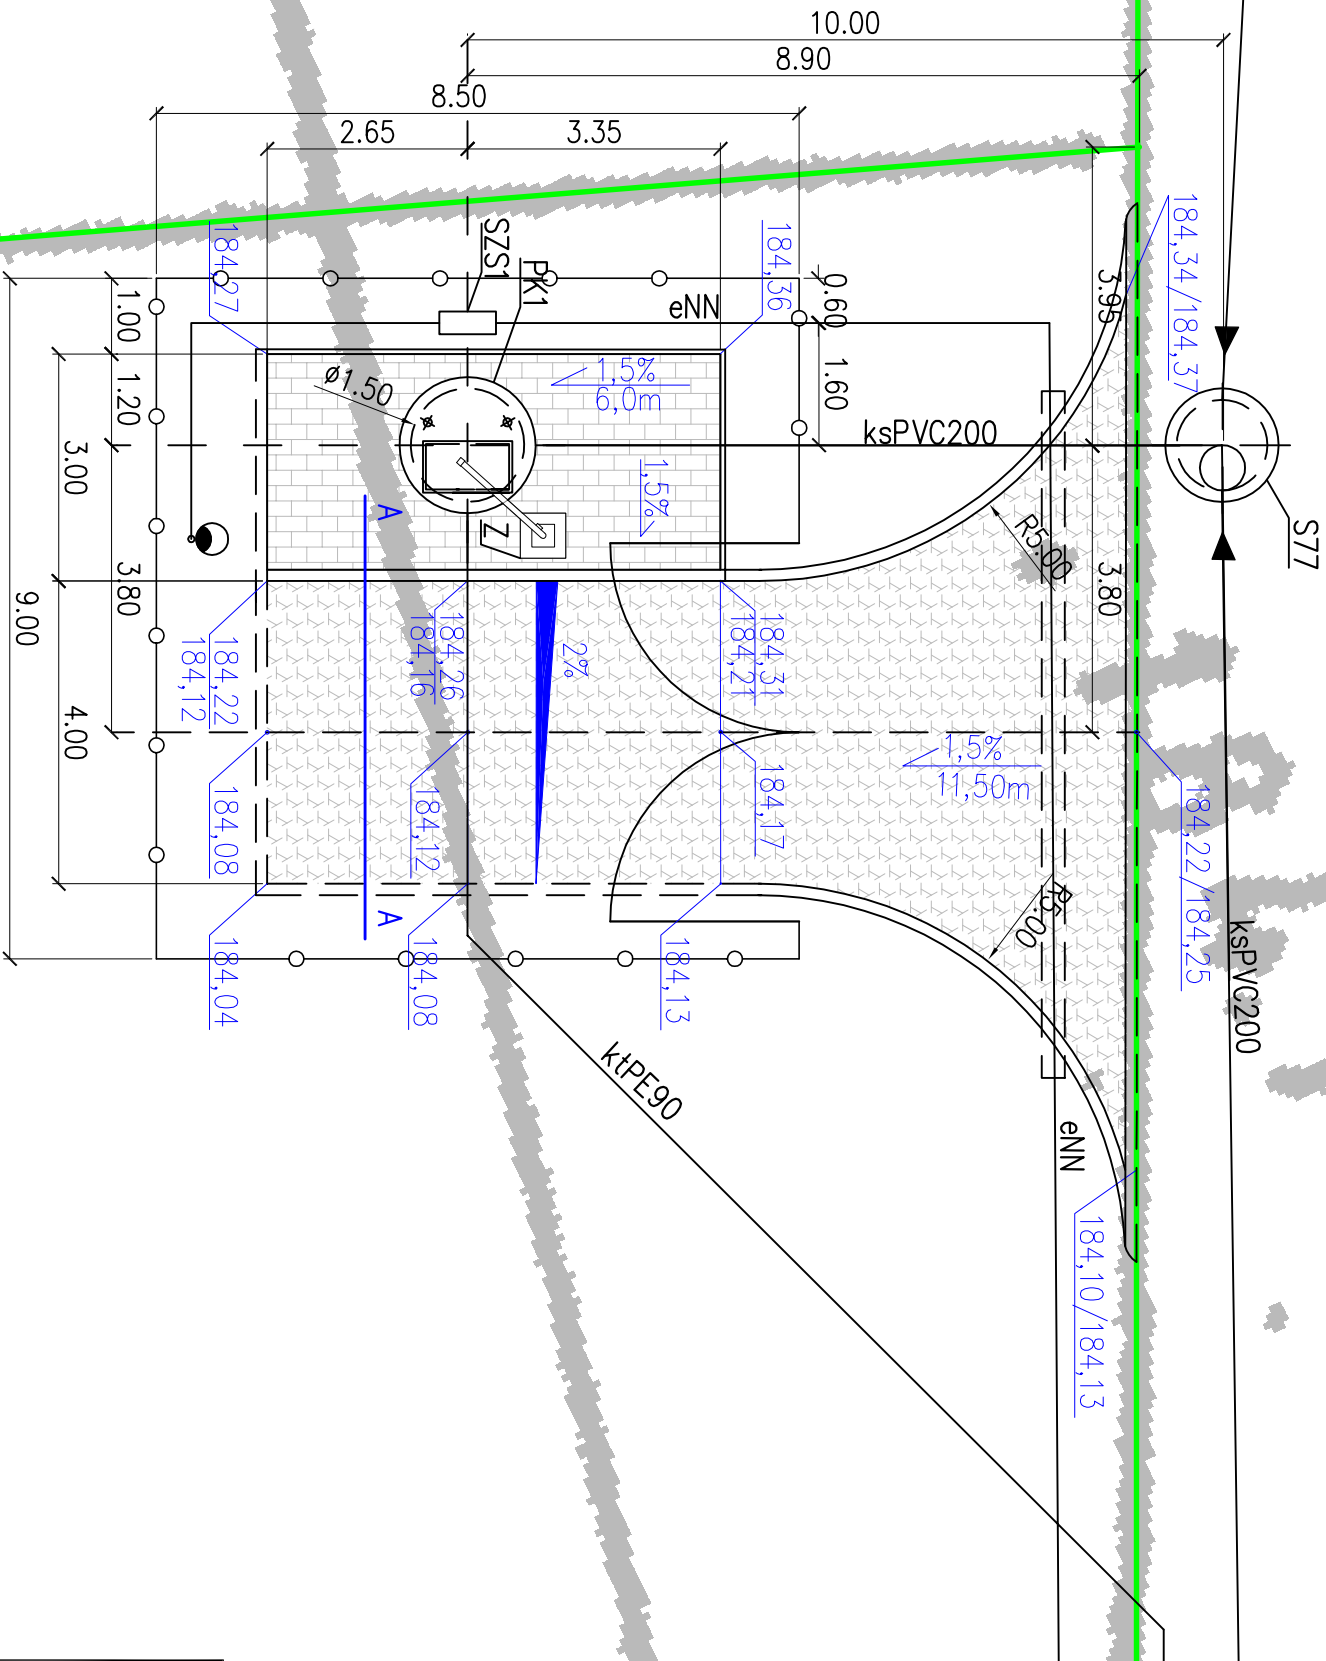 10.00
8.90
8.50
2.65
3.35
184,34/184,37
184,27
184,36
SZS1
PK1
eNN
0.60
3.95
1.00
1.60
1.20
ø1.50
1,5%
6,0m
ksPVC200
3.00
1,5%
A
Z
R5.00
S77
3.80
3.80
9.00
184,22
184,12
184,26
184,16
2%
184,31
184,21
4.00
1,5%
11,50m
184,08
184,12
184,17
184,22/184,25
A
R5.00
ksPVC200
184,04
184,08
184,13
ktPE90
eNN
184,10/184,13